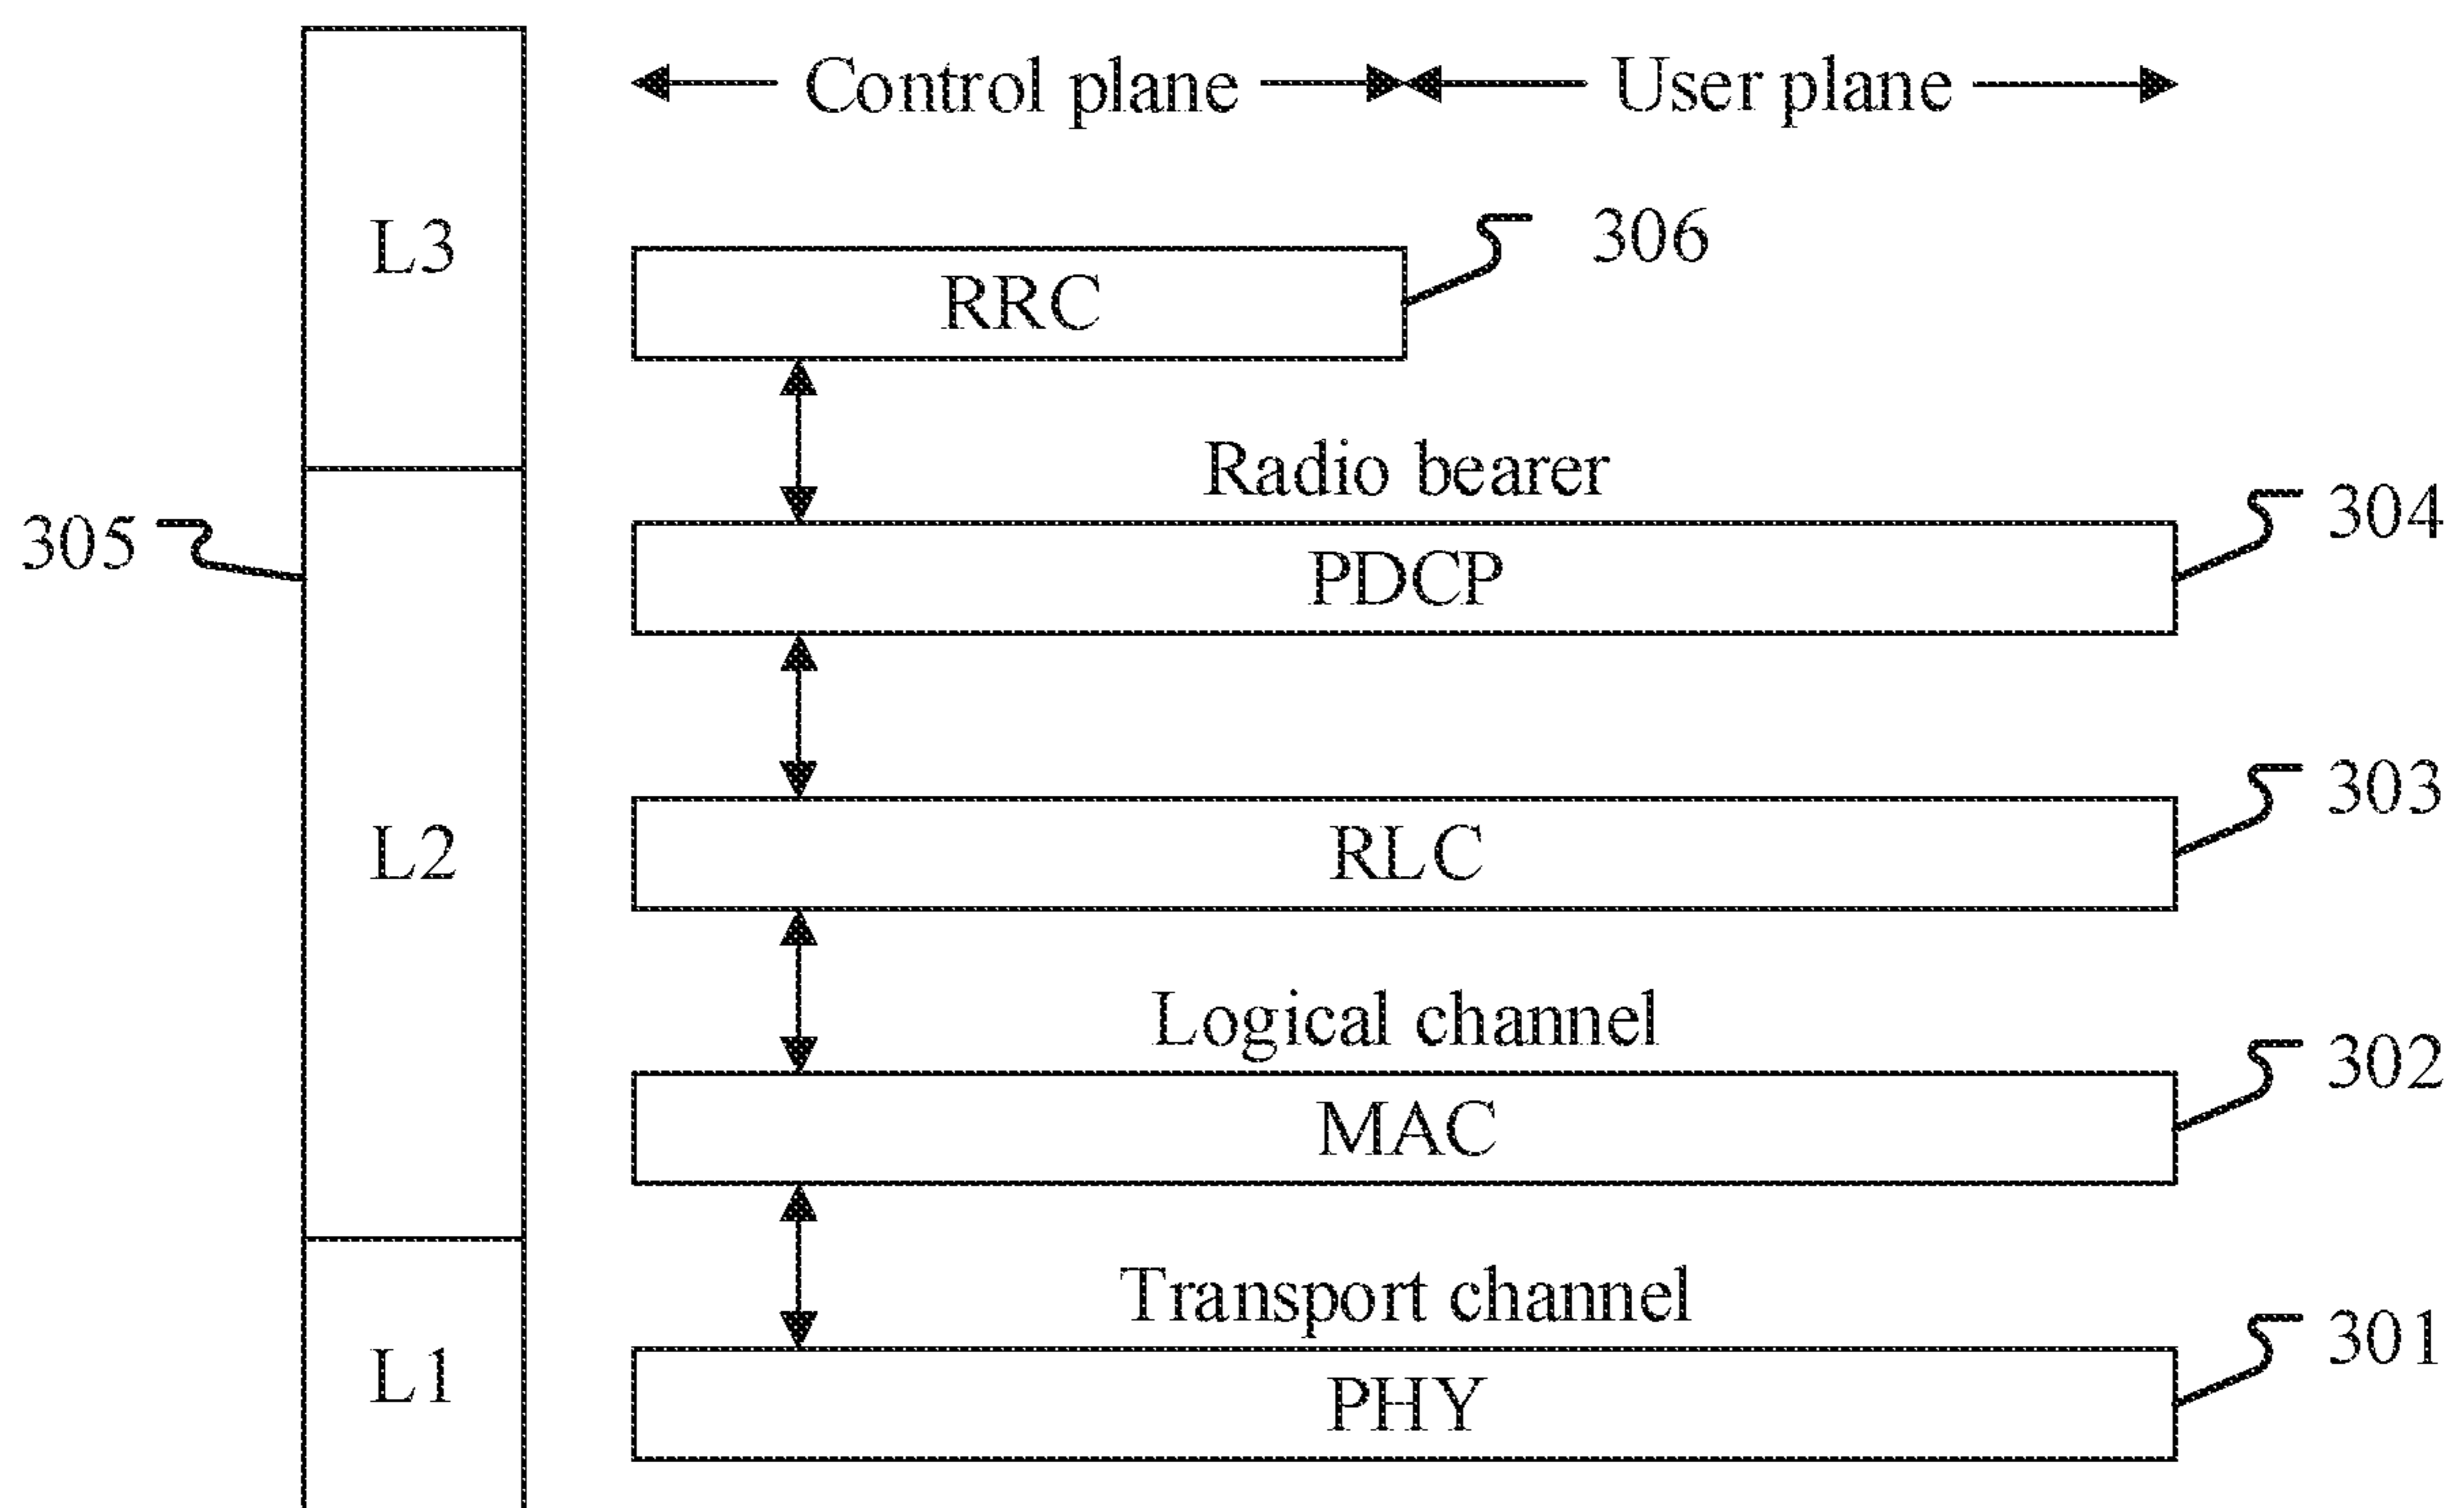 Control plane User plane
L3
306
RRC
Radio bearer
304
305
PDCP
303
L2
RLC
Logical channel
302
MAC
Transport channel
301
L1
PHY